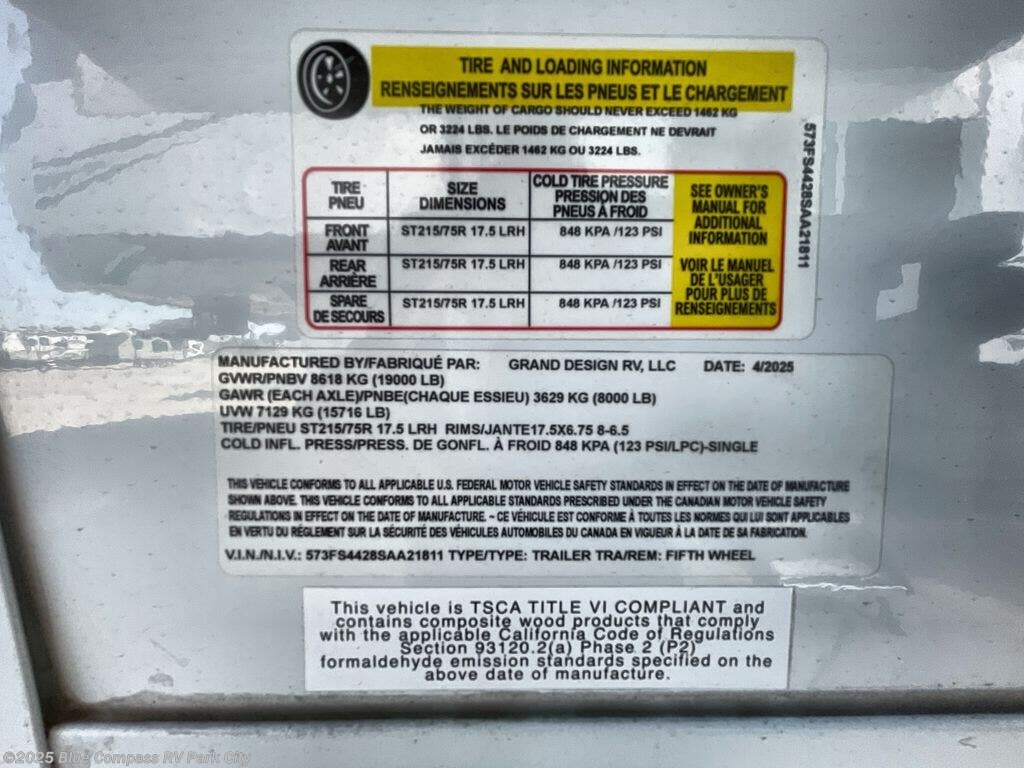 TIRE AND LOADING INFORMATION
RENSEIGNEMENTS SUR LES PNEUS ET LE CHARGEMENT
THE WEIGHT OF CARGO SHOULD NEVER EXCEED 1462 KG
OR 3224 LBS. LE POIDS DE CHARGEMENT NE DEVRAIT
JAMAIS EXCÉDER 1462 KG OU 3224 LBS.
TIRE
PNEU
SIZE
DIMENSIONS
COLD TIRE PRESSURE
PRESSION DES
PNEUS À FROID
FRONT
AVANT
ST215/75R 17.5 LRH
848 KPA /123 PSI
REAR
ARRIÈRE
ST215/75R 17.5 LRH
848 KPA /123 PSI
SPARE
DE SECOURS
ST215/75R 17.5 LRH
848 KPA /123 PSI
SEE OWNER'S
MANUAL FOR
ADDITIONAL
INFORMATION
VOIR LE MANUEL
DE L'USAGER
POUR PLUS DE
RENSEIGNEMENTS
573FS4428SAA21811
MANUFACTURED BY/FABRIQUÉ PAR: GRAND DESIGN RV, LLC DATE: 4/2025
GVWR/PNBV 8618 KG (19000 LB)
GAWR (EACH AXLE)/PNBE(CHAQUE ESSIEU) 3629 KG (8000 LB)
UVW 7129 KG (15716 LB)
TIRE/PNEU ST215/75R 17.5 LRH RIMS/JANTE17.5X6.75 8-6.5
COLD INFL. PRESS/PRESS. DE GONFL. À FROID 848 KPA (123 PSI/LPC)-SINGLE
THIS VEHICLE CONFORMS TO ALL APPLICABLE U.S. FEDERAL MOTOR VEHICLE SAFETY STANDARDS IN EFFECT ON THE DATE OF MANUFACTURE
SHOWN ABOVE. THIS VEHICLE CONFORMS TO ALL APPLICABLE STANDARDS PRESCRIBED UNDER THE CANADIAN MOTOR VEHICLE SAFETY
REGULATIONS IN EFFECT ON THE DATE OF MANUFACTURE. ~ CE VÉHICULE EST CONFORME À TOUTES LES NORMES QUI LUI SONT APPLICABLES
EN VERTU DU RÈGLEMENT SUR LA SÉCURITÉ DES VÉHICULES AUTOMOBILES DU CANADA EN VIGUEUR À LA DATE DE SA FABRICATION.
V.I.N./N.I.V.: 573FS4428SAA21811 TYPE/TYPE: TRAILER TRA/REM: FIFTH WHEEL
This vehicle is TSCA TITLE VI COMPLIANT and
contains composite wood products that comply
with the applicable California Code of Regulations
Section 93120.2(a) Phase 2 (P2)
formaldehyde emission standards specified on the
above date of manufacture.
©2025 Blue Compass RV Park City